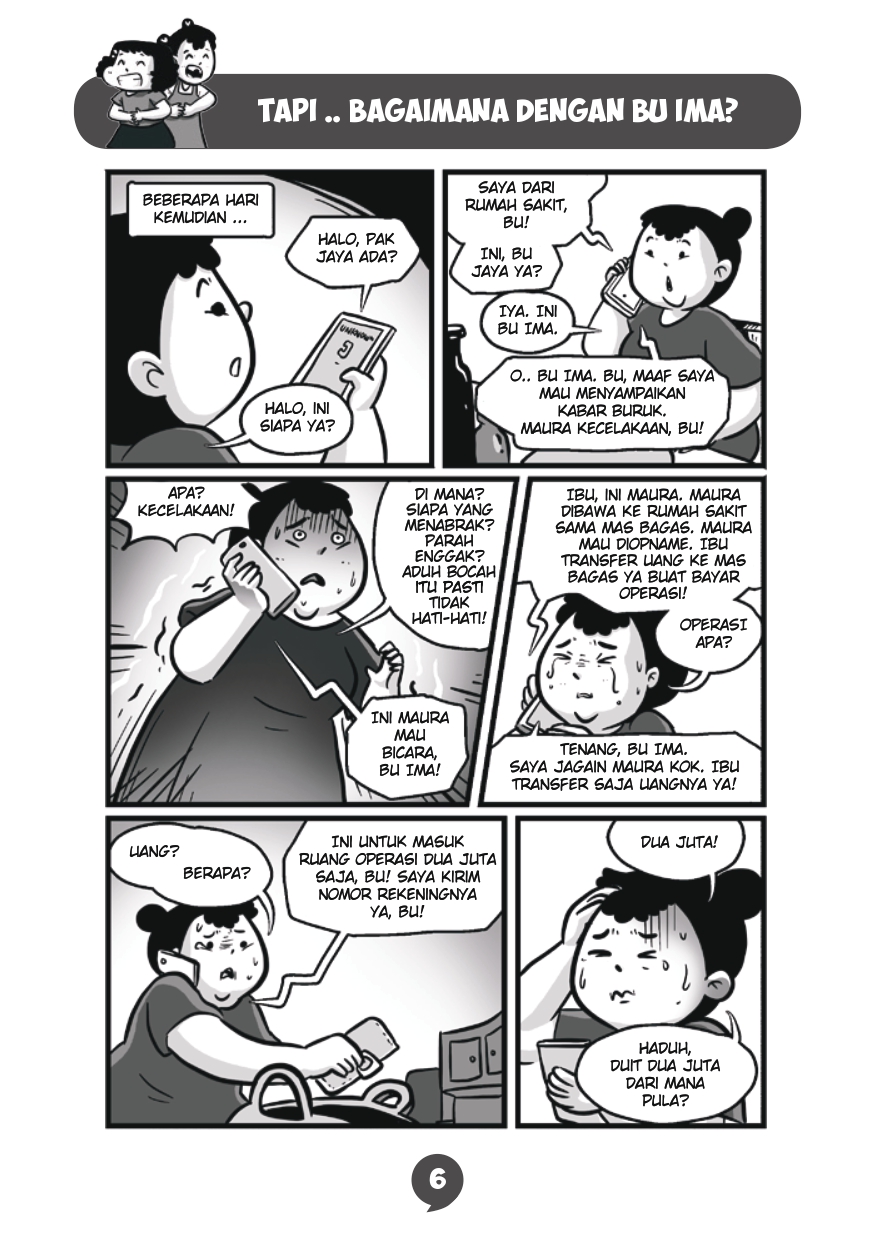 TAPI .. BAGAIMANA DENGAN BU IMA?
BEBERAPA HARI
KEMUDIAN ...
HALO, PAK
JAYA ADA?
UNKNOWN
HALO, INI
SIAPA YA?
SAYA DARI
RUMAH SAKIT,
BU!
INI, BU
JAYA YA?
IYA. INI
BU IMA.
O.. BU IMA. BU, MAAF SAYA
MAU MENYAMPAIKAN
KABAR BURUK.
MAURA KECELAKAAN, BU!
APA?
KECELAKAAN!
DI MANA?
SIAPA YANG
MENABRAK?
PARAH
ENGGAK?
ADUH BOCAH
ITU PASTI
TIDAK
HATI-HATI!
INI MAURA
MAU
BICARA,
BU IMA!
IBU, INI MAURA. MAURA
DIBAWA KE RUMAH SAKIT
SAMA MAS BAGAS. MAURA
MAU DIOPNAME. IBU
TRANSFER UANG KE MAS
BAGAS YA BUAT BAYAR
OPERASI!
OPERASI
APA?
TENANG, BU IMA.
SAYA JAGAIN MAURA KOK. IBU
TRANSFER SAJA UANGNYA YA!
UANG?
BERAPA?
INI UNTUK MASUK
RUANG OPERASI DUA JUTA
SAJA, BU! SAYA KIRIM
NOMOR REKENINGNYA
YA, BU!
DUA JUTA!
HADUH,
DUIT DUA JUTA
DARI MANA
PULA?
6